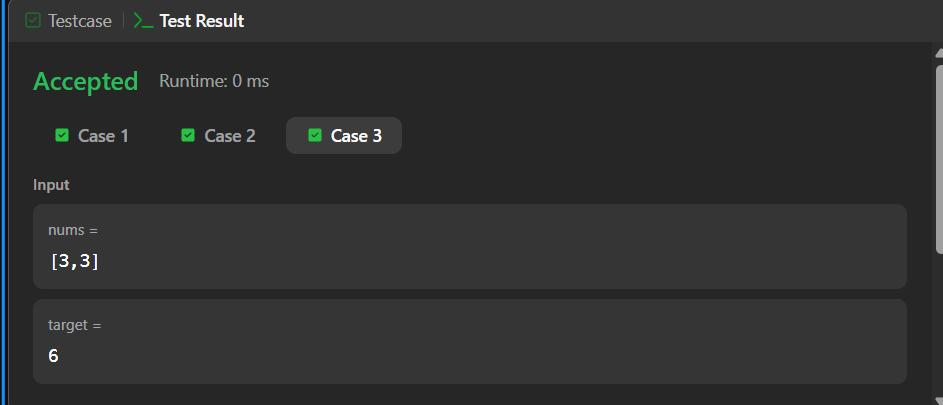 Testcase
Test Result
Accepted Runtime: 0 ms
Case 1 Case 2 Case 3
Input
nums =
[3,3]
target =
6